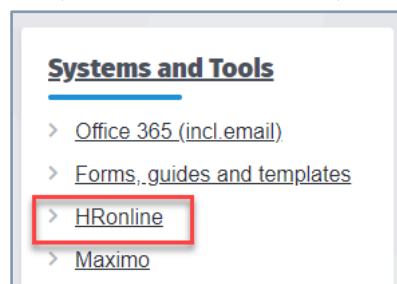 Systems and Tools
> Office 365 (incl.email)
> Forms, guides and templates
> HRonline
> Maximo